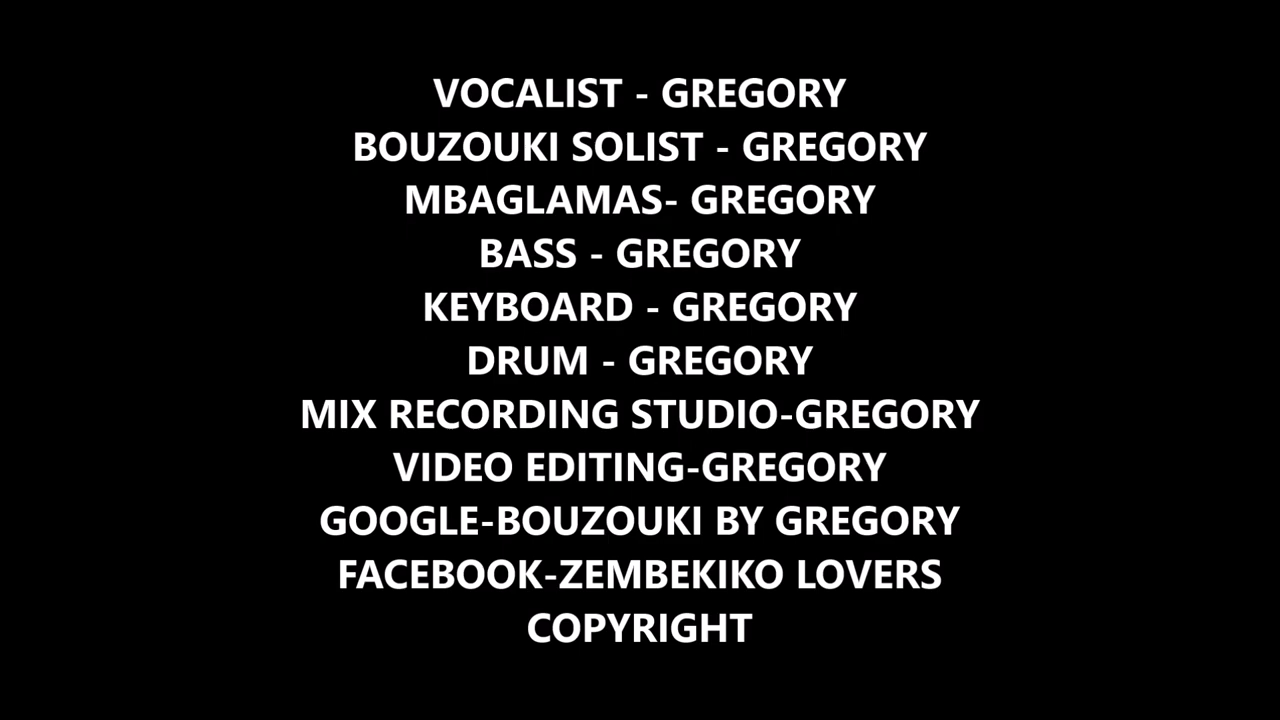 VOCALIST - GREGORY
BOUZOUKI SOLIST - GREGORY
MBAGLAMAS- GREGORY
BASS - GREGORY
KEYBOARD - GREGORY
DRUM - GREGORY
MIX RECORDING STUDIO-GREGORY
VIDEO EDITING-GREGORY
GOOGLE-BOUZOUKI BY GREGORY
FACEBOOK-ZEMBEKIKO LOVERS
COPYRIGHT